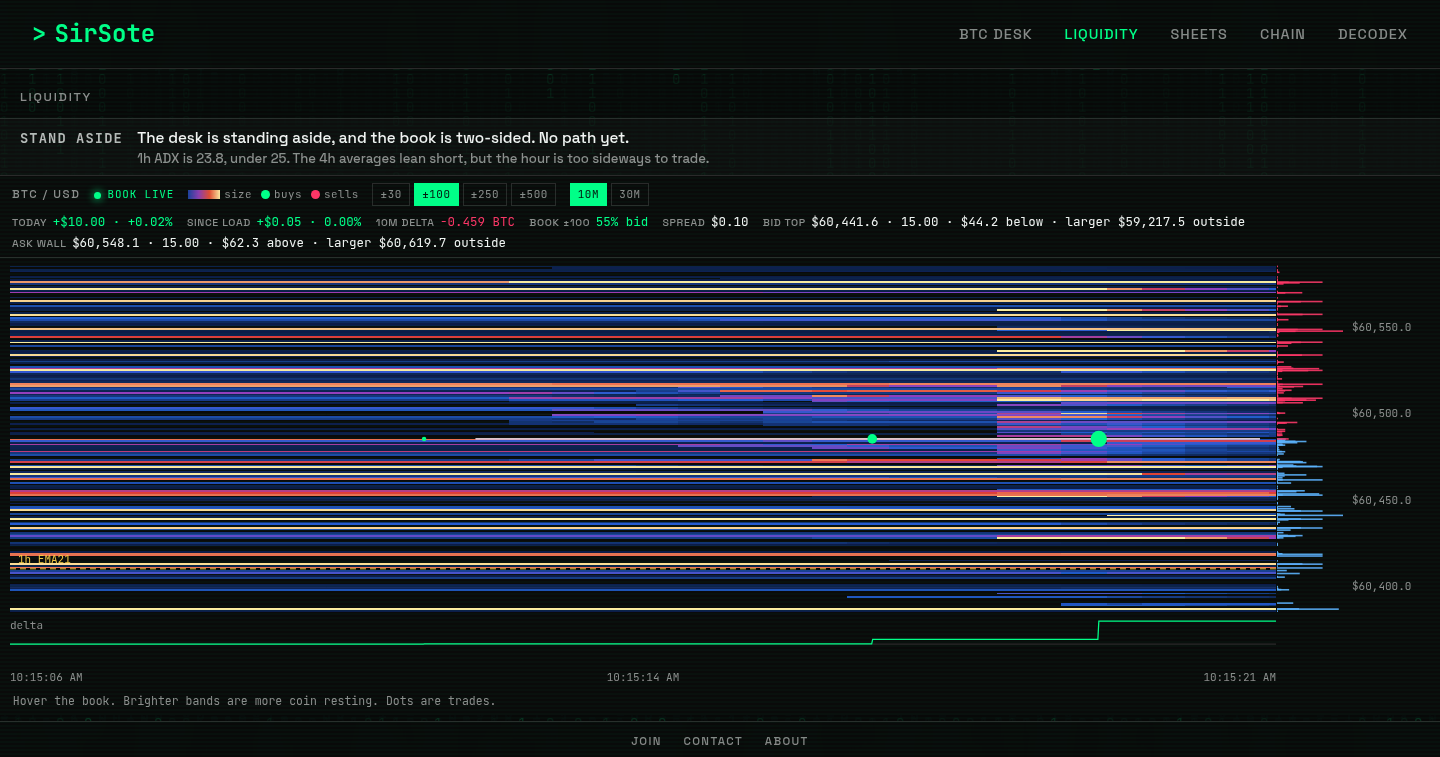 > SirSote
BTC DESK LIQUIDITY SHEETS CHAIN DECODEX
LIQUIDITY
STAND ASIDE The desk is standing aside, and the book is two-sided. No path yet.
1h ADX is 23.8, under 25. The 4h averages lean short, but the hour is too sideways to trade.
BTC / USD BOOK LIVE size buys sells ±30 ±100 ±250 ±500 10M 30M
TODAY +$10.00 · +0.02% SINCE LOAD +$0.05 · 0.00% 10M DELTA -0.459 BTC BOOK ±100 55% bid SPREAD $0.10 BID TOP $60,441.6 · 15.00 · $44.2 below · larger $59,217.5 outside
ASK WALL $60,548.1 · 15.00 · $62.3 above · larger $60,619.7 outside
$60,550.0
$60,500.0
$60,450.0
1h EMA21
$60,400.0
delta
10:15:06 AM 10:15:14 AM 10:15:21 AM
Hover the book. Brighter bands are more coin resting. Dots are trades.
JOIN CONTACT ABOUT